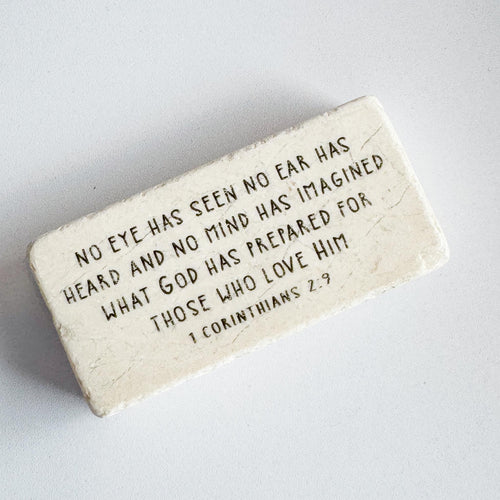 NO EYE HAS SEEN NO EAR HAS
HEARD AND NO MIND HAS IMAGINED
WHAT GOD HAS PREPARED FOR
THOSE WHO LOVE HIM
1 CORINTHIANS 2:9